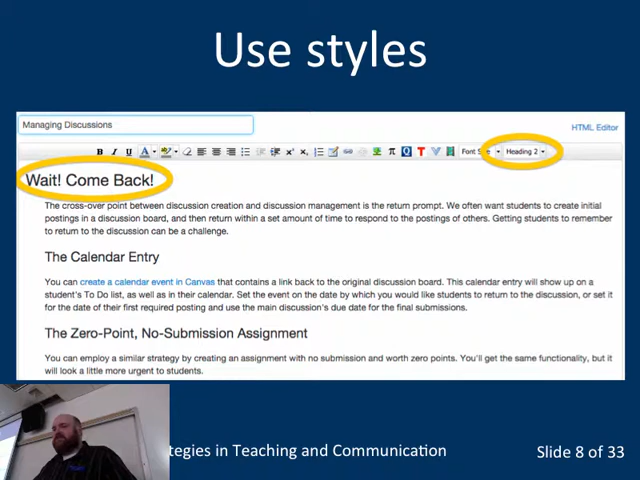 Use styles
Managing Discussions
HTML Editor
B I U A Font Heading 2
Wait! Come Back!
The cross-over point between discussion creation and discussion management is the return prompt. We often want students to create initial
postings in a discussion board, and then return within a set amount of time to respond to the postings of others. Getting students to remember
to return to the discussion can be a challenge.
The Calendar Entry
You can create a calendar event in Canvas that contains a link back to the original discussion board. This calendar entry will show up on a
student's To Do list, as well as in their calendar. Set the event on the date by which you would like students to return to the discussion, or set it
for the date of their first required posting and use the main discussion's due date for the final submissions.
The Zero-Point, No-Submission Assignment
You can employ a similar strategy by creating an assignment with no submission and worth zero points. You'll get the same functionality, but it
will look a little more urgent to students.
tegies in Teaching and Communication
Slide 8 of 33